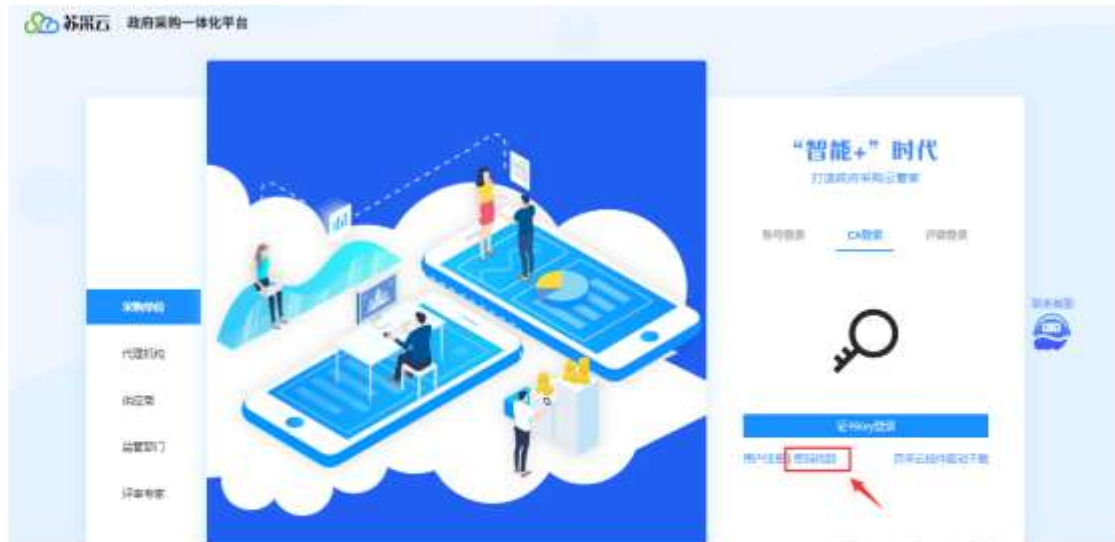 苏采云 政府采购一体化平台
“智能+”时代
打造政府采购云管家
账号登录 CA登录 评审登录
采购单位
代理机构
供应商
监管部门
评审专家
证书Key登录
用户注册 密码找回 苏采云组件驱动下载